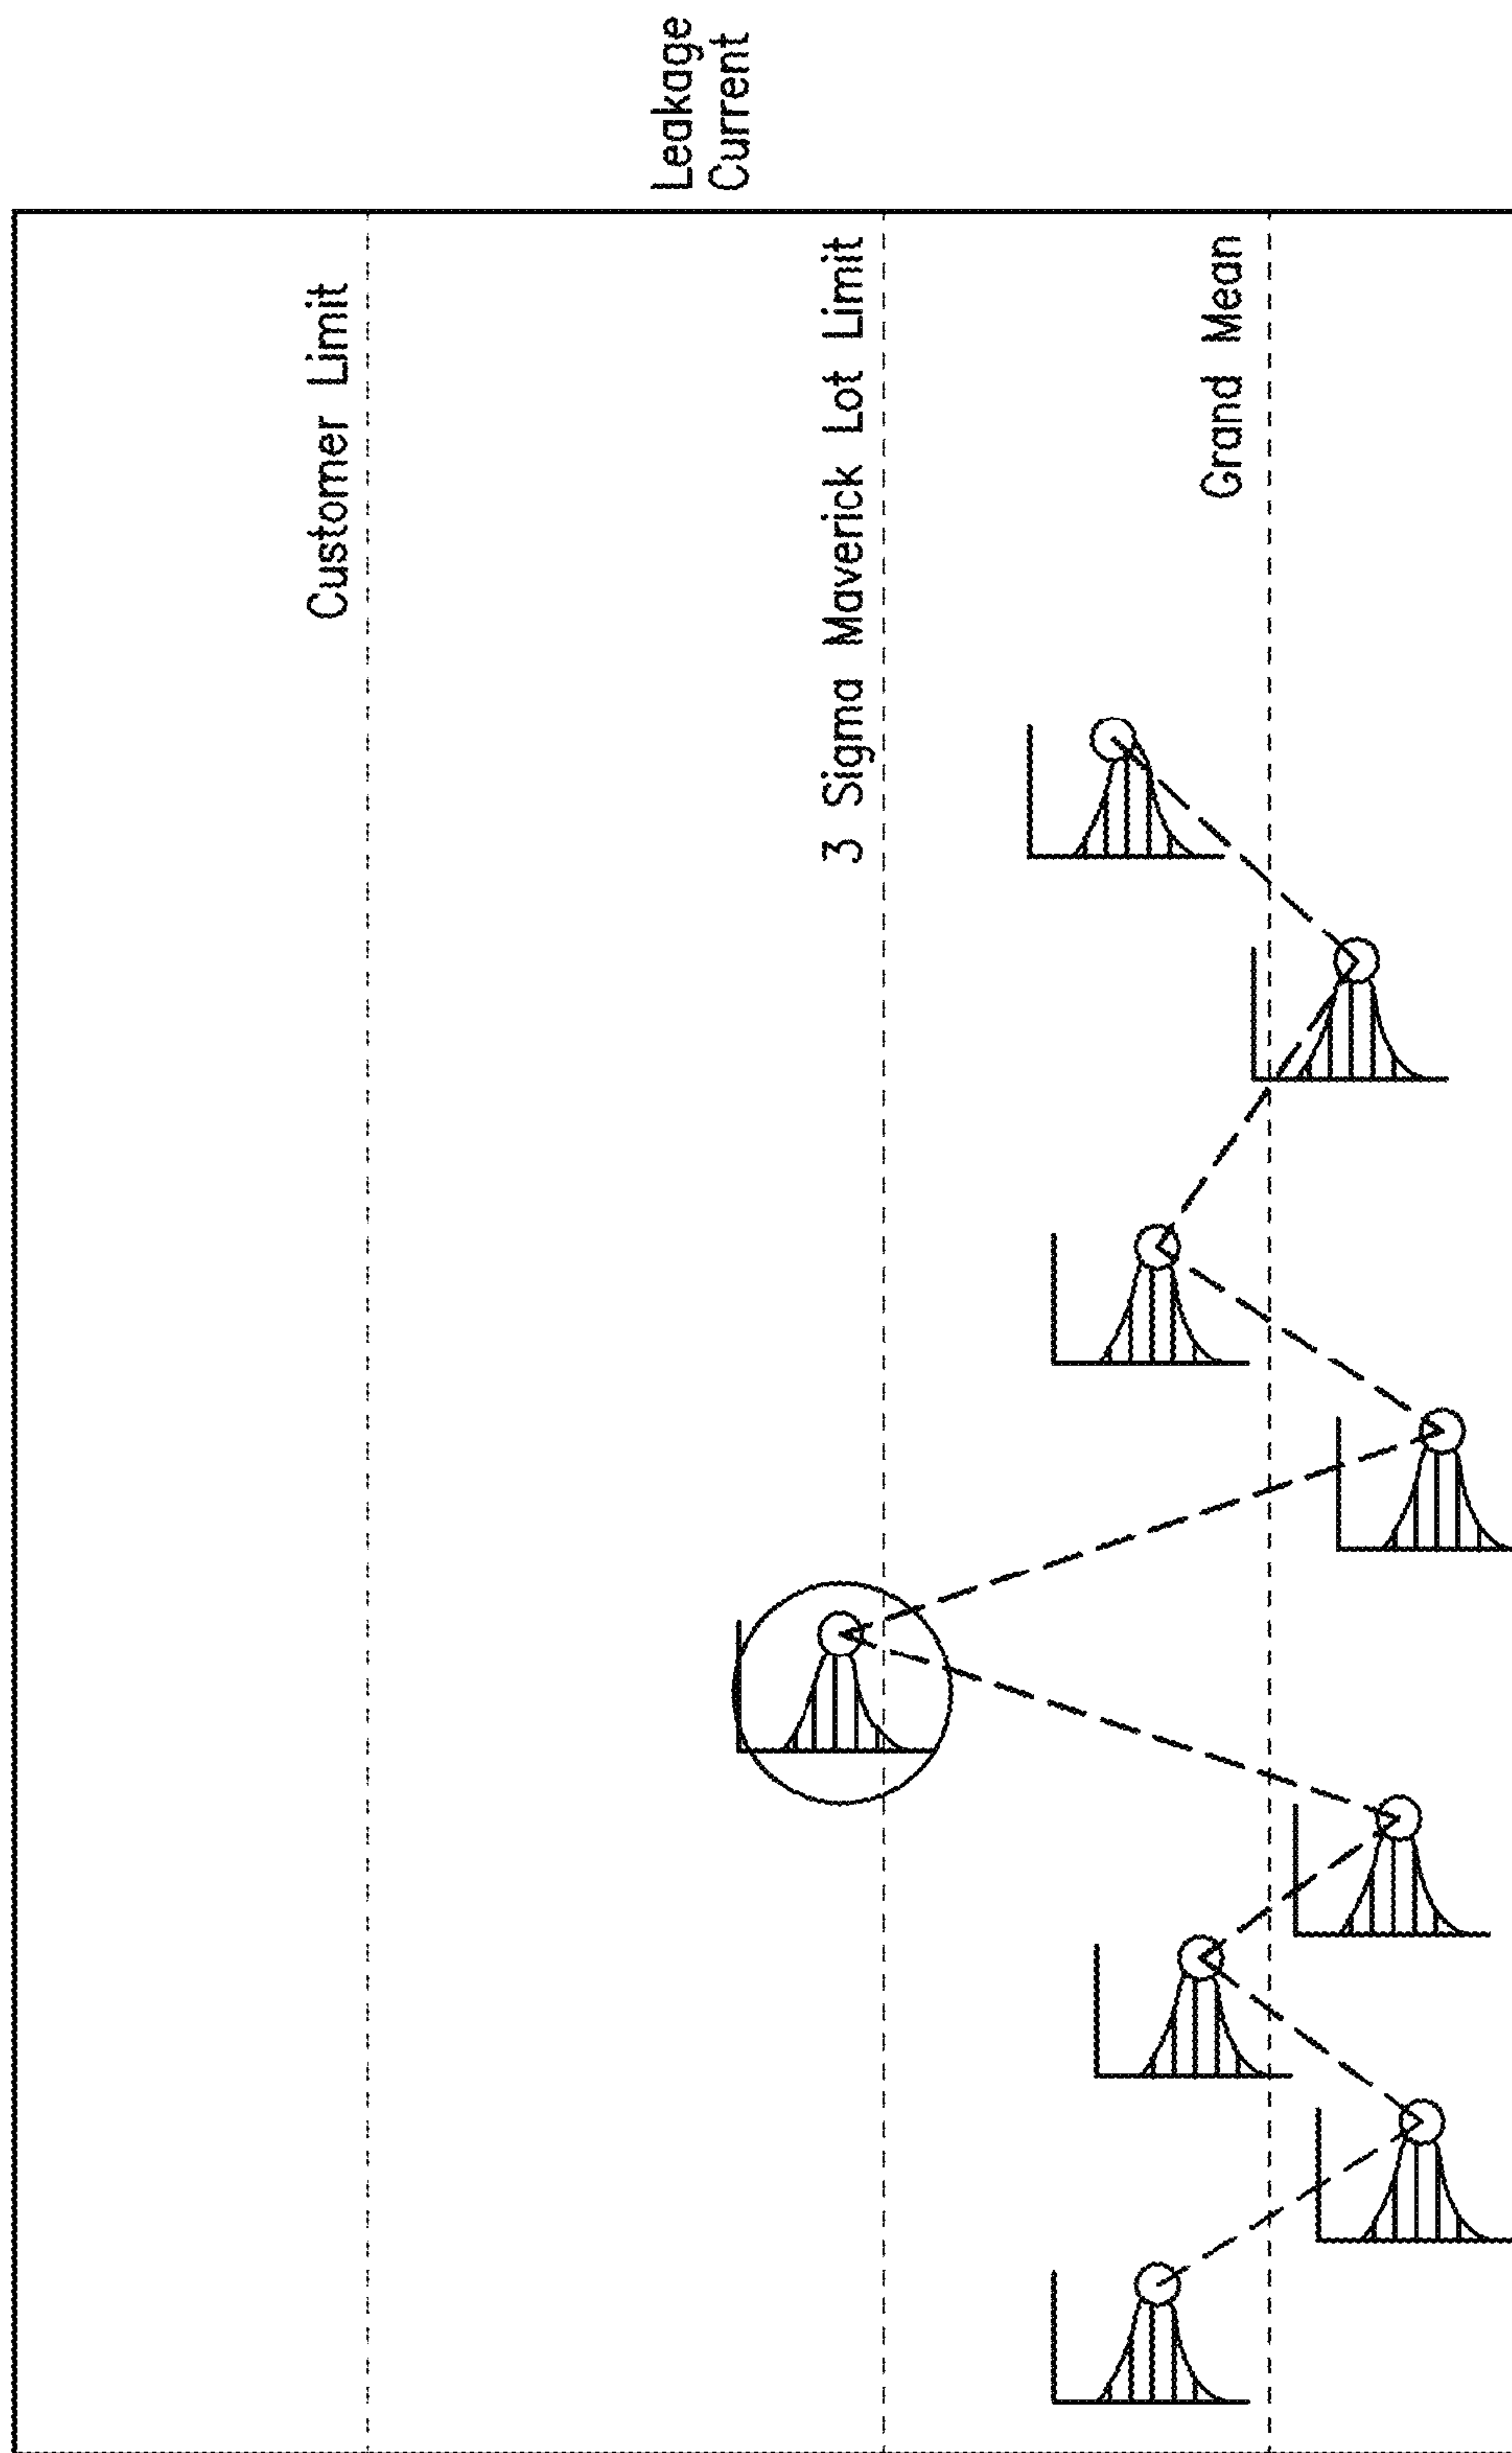 Leakage
Current
Customer Limit
3 Sigma Maverick Lot Limit
Grand Mean